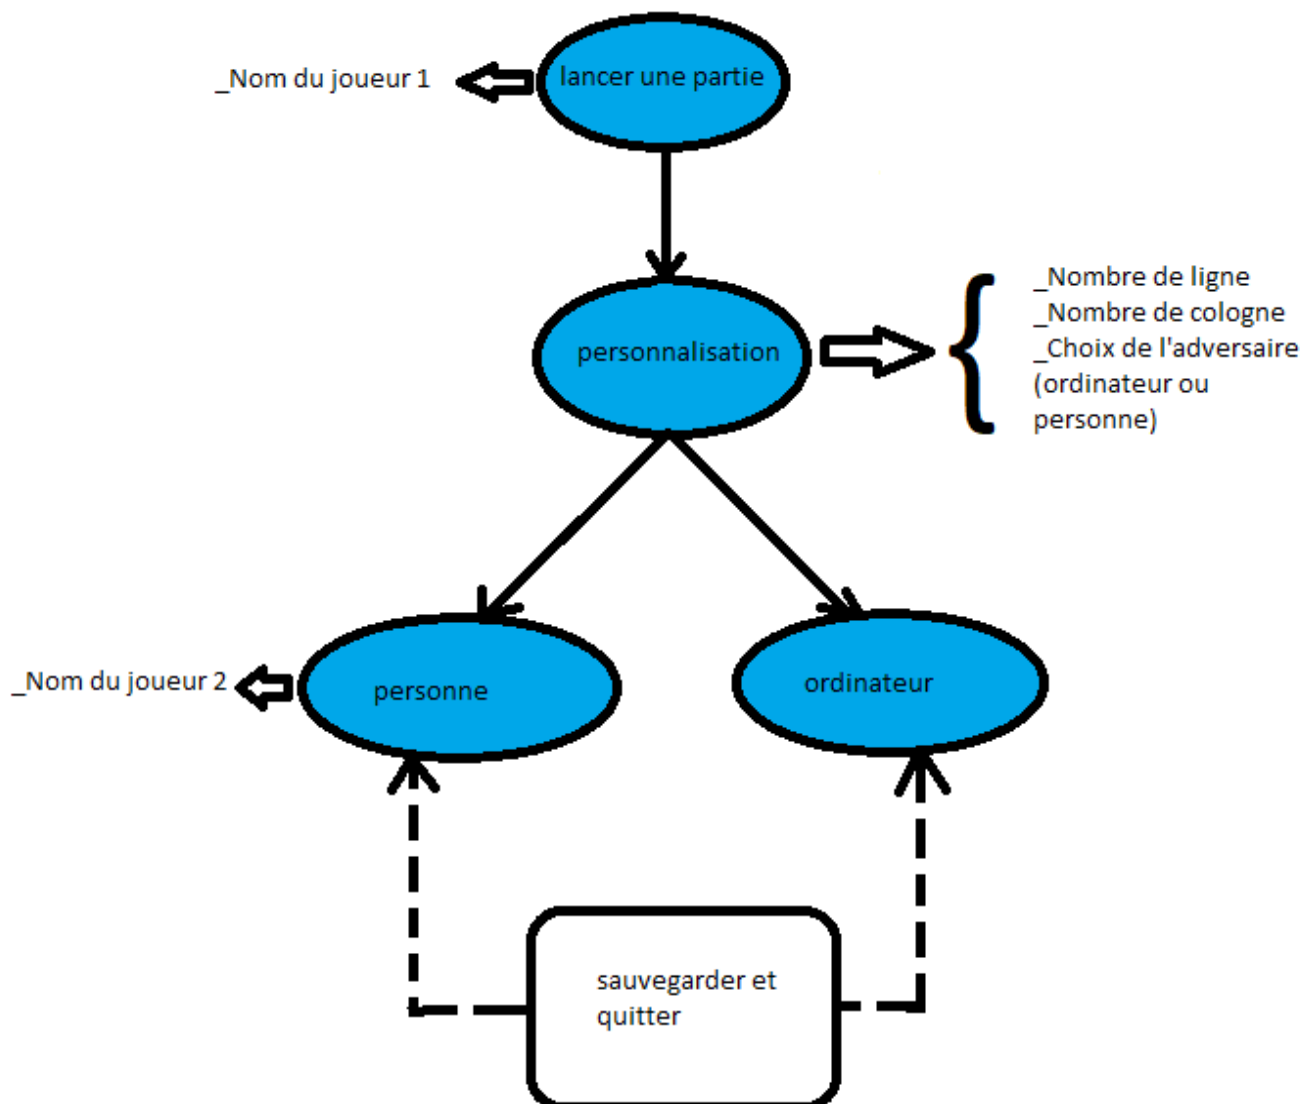 _Nom du joueur 1
lancer une partie
personnalisation
_Nombre de ligne
_Nombre de cologne
_Choix de l'adversaire
(ordinateur ou
personne)
_Nom du joueur 2
personne
ordinateur
sauvegarder et
quitter